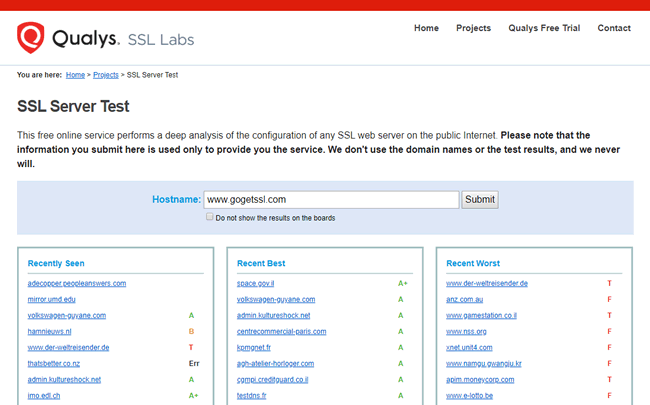 Qualys. SSL Labs
Home Projects Qualys Free Trial Contact
You are here: Home > Projects > SSL Server Test
SSL Server Test
This free online service performs a deep analysis of the configuration of any SSL web server on the public Internet. Please note that the
information you submit here is used only to provide you the service. We don't use the domain names or the test results, and we never
will.
Hostname: www.gogetssl.com Submit
Do not show the results on the boards
Recently Seen
adecopper.peopleanswers.com
mirror.umd.edu
volkswagen-guyane.com A
hamnieuws.nl B
www.der-weltreisender.de T
thatsbetter.co.nz Err
admin.kultureshock.net A
imo.edl.ch A+
Recent Best
space.gov.il A+
volkswagen-guyane.com A
admin.kultureshock.net A
centrecommercial-paris.com A
kpmgnet.fr A
agh-atelier-horloger.com A
cgmpi.creditguard.co.il A
testdns.fr A
Recent Worst
www.der-weltreisender.de T
anz.com.au F
www.gamestation.co.il T
www.nss.org F
xnet.unit4.com F
www.namgu.gwangju.kr F
apim.moneycorp.com T
www.e-lotto.be F